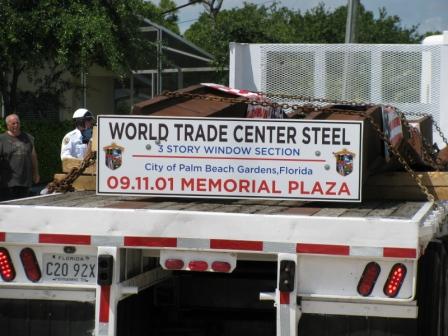 WORLD TRADE CENTER STEEL
3 STORY WINDOW SECTION
City of Palm Beach Gardens,Florida
09.11.01 MEMORIAL PLAZA
FLORIDA
C20 92X